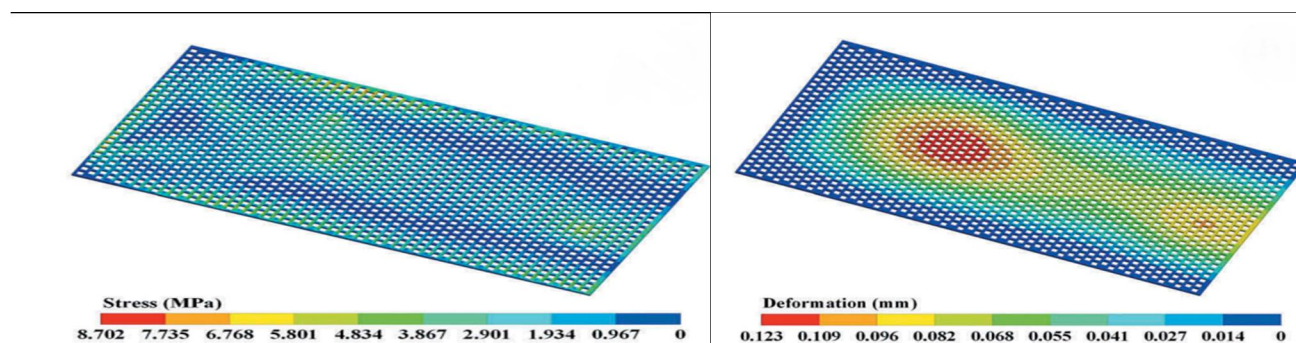 Stress (MPa)
8.702 7.735 6.768 5.801 4.834 3.867 2.901 1.934 0.967 0
Deformation (mm)
0.123 0.109 0.096 0.082 0.068 0.055 0.041 0.027 0.014 0